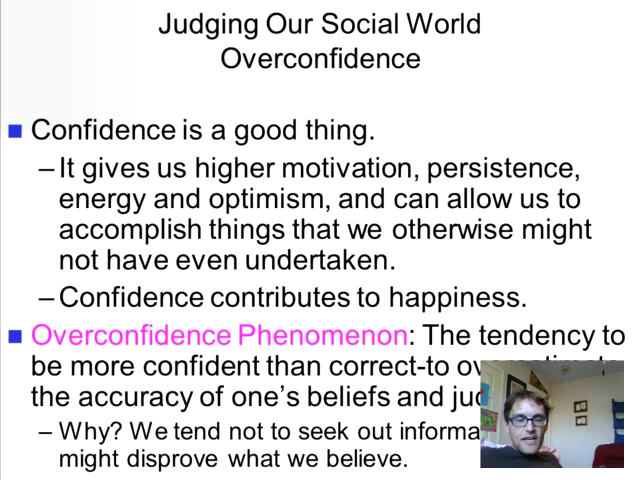 Judging Our Social World
Overconfidence
Confidence is a good thing.
–It gives us higher motivation, persistence,
energy and optimism, and can allow us to
accomplish things that we otherwise might
not have even undertaken.
–Confidence contributes to happiness.
Overconfidence Phenomenon: The tendency to
be more confident than correct-to
the accuracy of one's beliefs and
– Why? We tend not to seek out
might disprove what we believe.